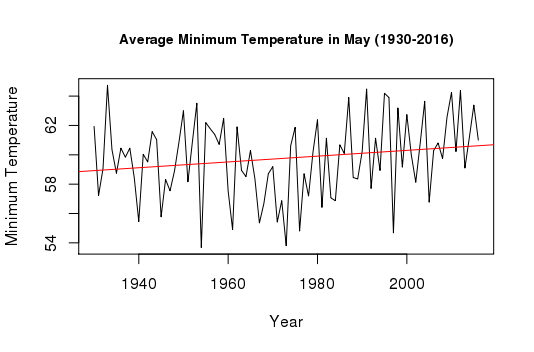 Average Minimum Temperature in May (1930-2016)
Minimum Temperature
62
58
54
1940 1960 1980 2000
Year